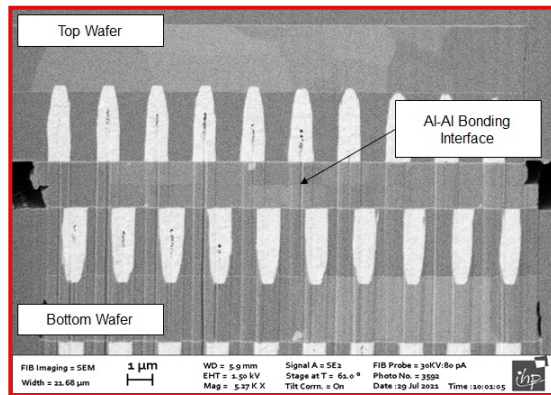 Top Wafer
Al-Al Bonding
Interface
Bottom Wafer
FIB Imaging = SEM
Width = 21.68 µm
1 µm
WD = 5.9 mm
EHT = 1.50 kV
Mag = 5.27 K X
Signal A = SE2
Stage at T = 61.0 °
Tilt Corrn. = On
FIB Probe = 30KV:80 pA
Photo No. = 3592
Date :29 Jul 2021 Time :10:01:05
ihp